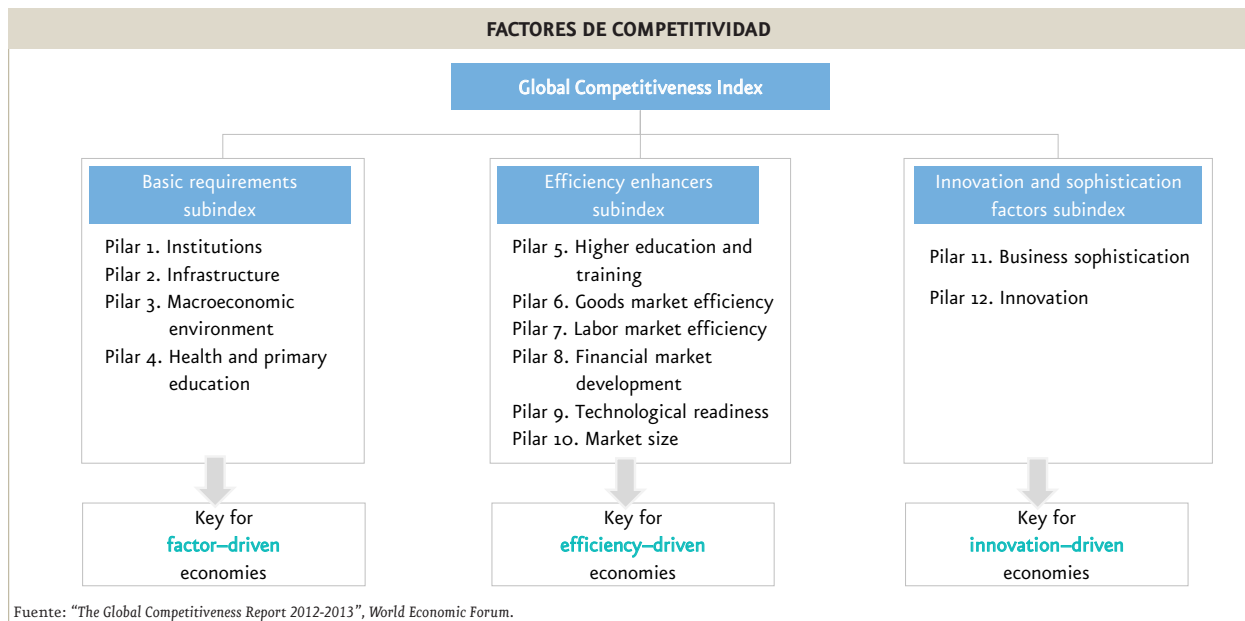 FACTORES DE COMPETITIVIDAD
Global Competitiveness Index
Basic requirements
subindex
Pilar 1. Institutions
Pilar 2. Infrastructure
Pilar 3. Macroeconomic
environment
Pilar 4. Health and primary
education
Key for
factor–driven
economies
Efficiency enhancers
subindex
Pilar 5. Higher education and
training
Pilar 6. Goods market efficiency
Pilar 7. Labor market efficiency
Pilar 8. Financial market
development
Pilar 9. Technological readiness
Pilar 10. Market size
Key for
efficiency–driven
economies
Innovation and sophistication
factors subindex
Pilar 11. Business sophistication
Pilar 12. Innovation
Key for
innovation–driven
economies
Fuente: “The Global Competitiveness Report 2012-2013”, World Economic Forum.